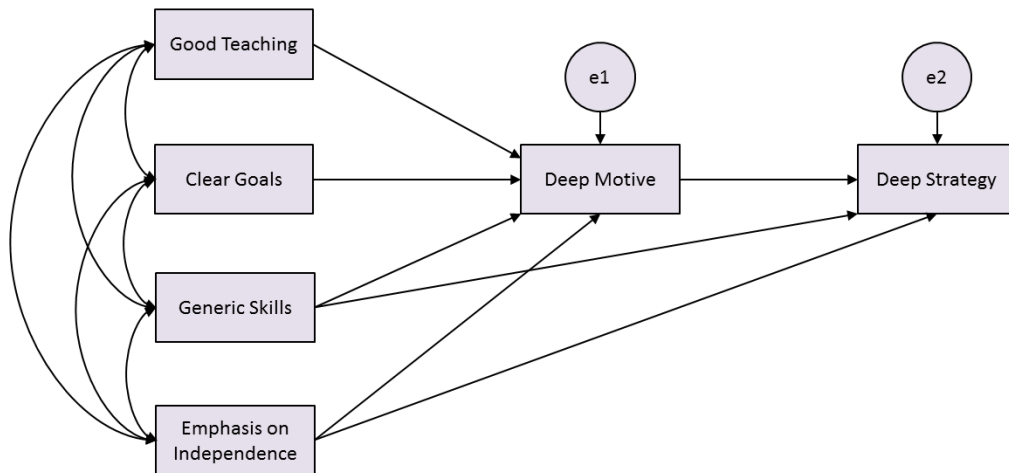 Good Teaching
e1
e2
Clear Goals
Deep Motive
Deep Strategy
Generic Skills
Emphasis on
Independence